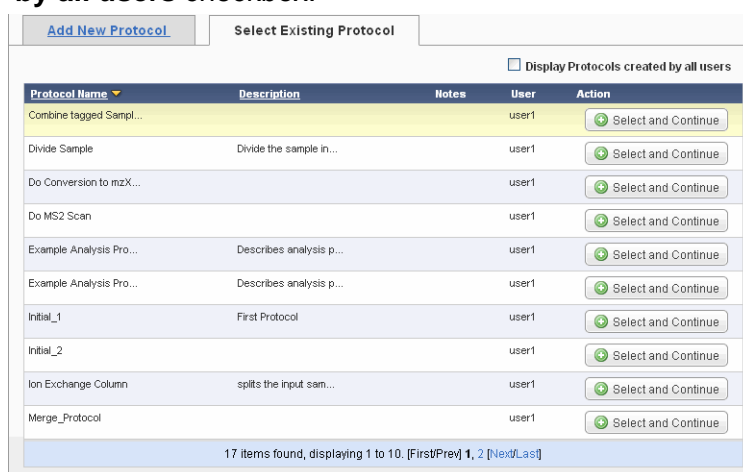 by all users checkbox.
Add New Protocol Select Existing Protocol
Display Protocols created by all users
Protocol Name Description Notes User Action
Combine tagged Sampl... user1 Select and Continue
Divide Sample Divide the sample in... user1 Select and Continue
Do Conversion to mzX... user1 Select and Continue
Do MS2 Scan user1 Select and Continue
Example Analysis Pro... Describes analysis p... user1 Select and Continue
Example Analysis Pro... Describes analysis p... user1 Select and Continue
Initial_1 First Protocol user1 Select and Continue
Initial_2 user1 Select and Continue
Ion Exchange Column splits the input sam... user1 Select and Continue
Merge_Protocol user1 Select and Continue
17 items found, displaying 1 to 10. [First/Prev] 1, 2 [Next/Last]